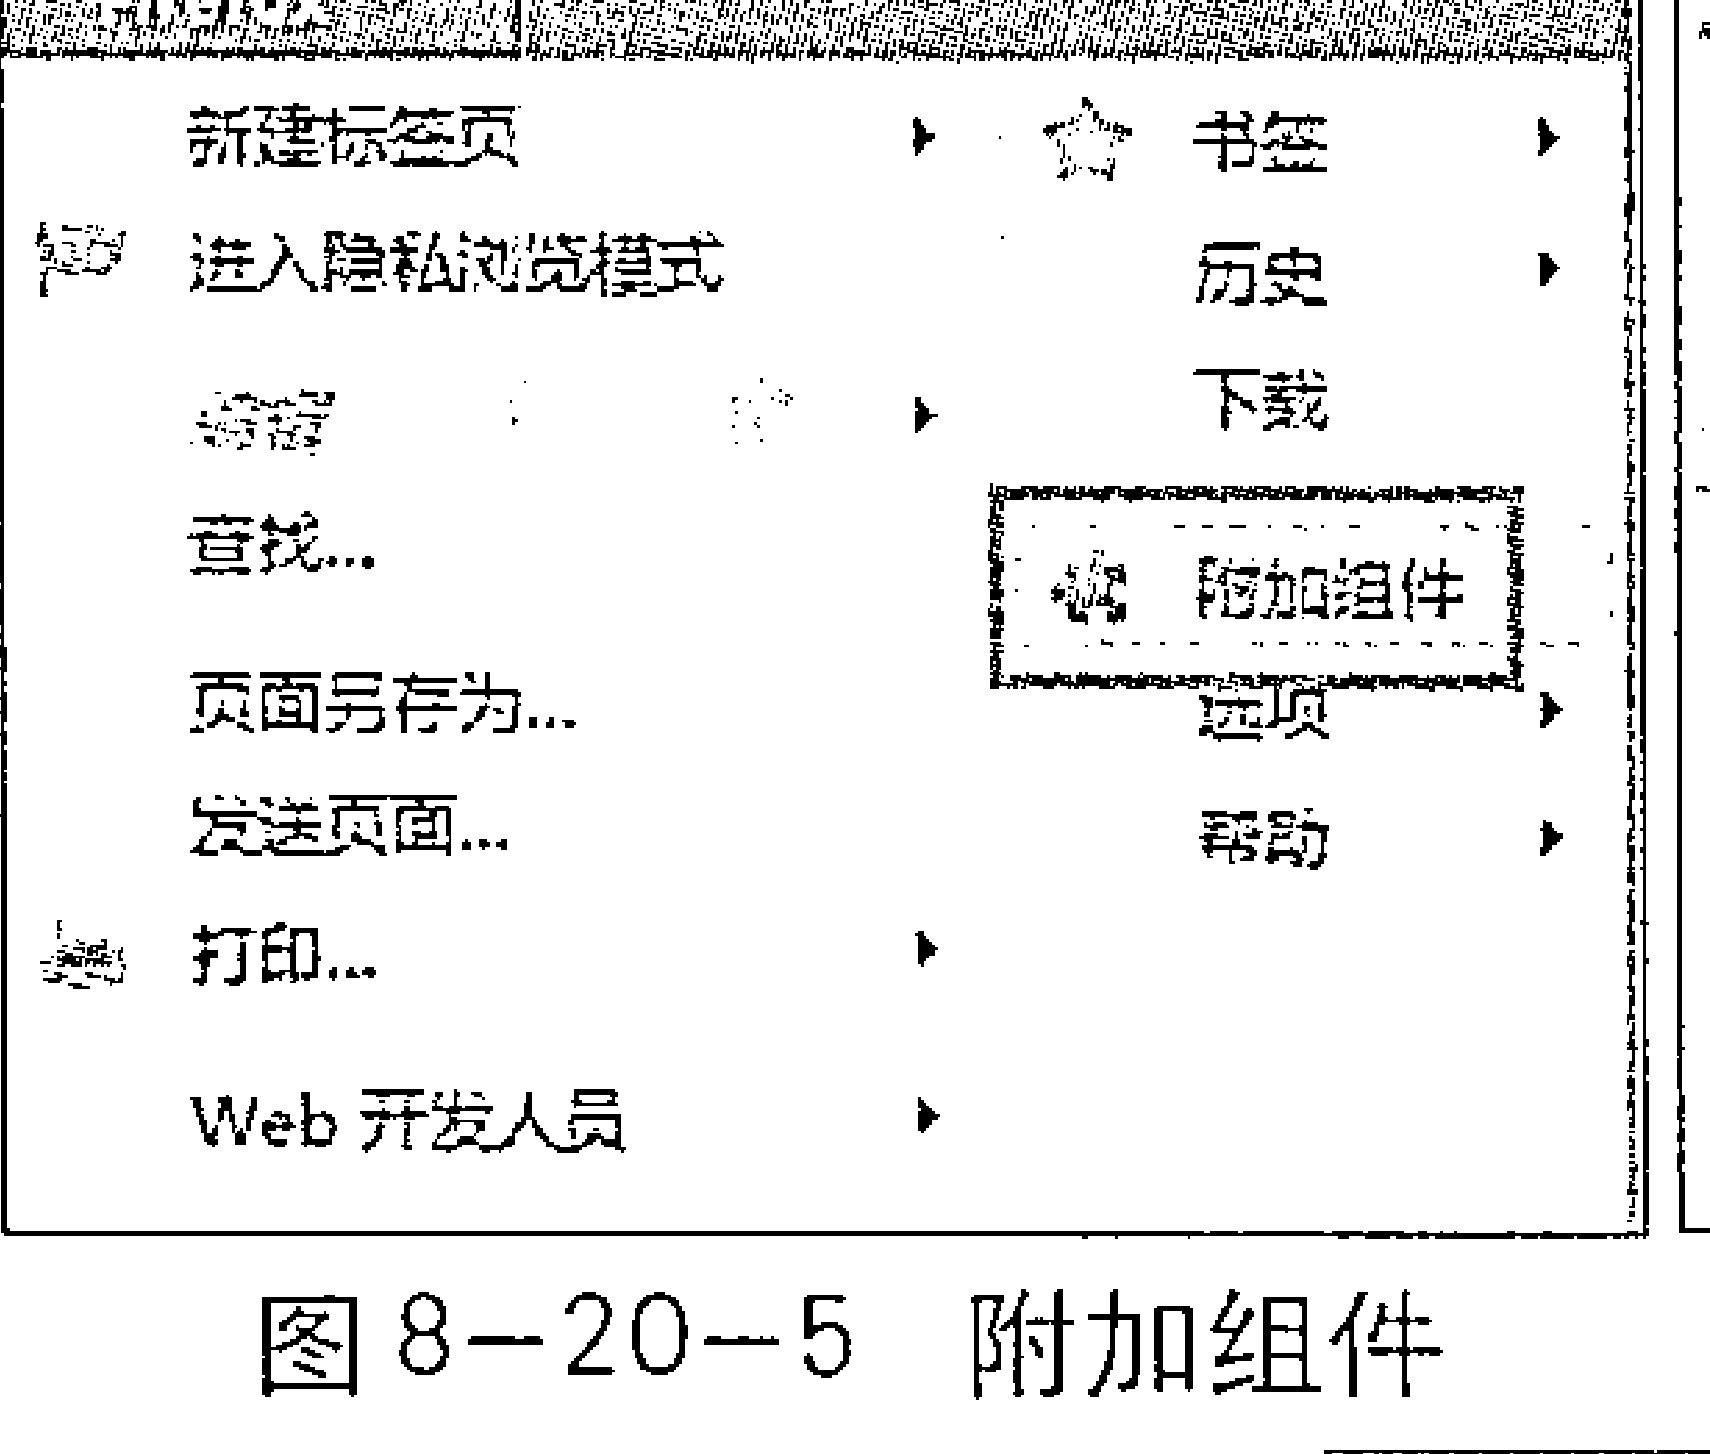 新建标签页
进入隐私浏览模式
查找...
页面另存为...
发送页面...
打印...
Web 开发人员
书签
历史
下载
附加组件
选项
帮助
图 8-20-5 附加组件